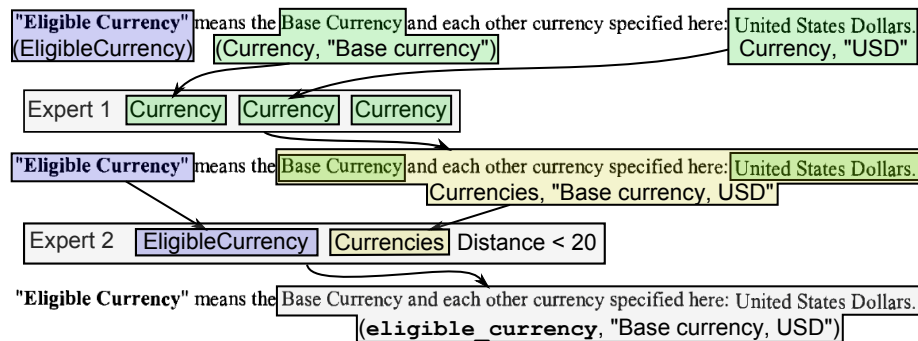 "Eligible Currency" means the Base Currency and each other currency specified here: United States Dollars.
(EligibleCurrency) (Currency, "Base currency") Currency, "USD"
Expert 1 Currency Currency Currency
"Eligible Currency" means the Base Currency and each other currency specified here: United States Dollars.
Currencies, "Base currency, USD"
Expert 2 EligibleCurrency Currencies Distance < 20
"Eligible Currency" means the Base Currency and each other currency specified here: United States Dollars.
(eligible_currency, "Base currency, USD")